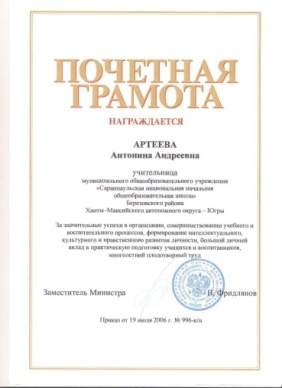 ПОЧЕТНАЯ
ГРАМОТА
НАГРАЖДАЕТСЯ
АРТЕЕВА
Антонина Андреевна
учительница
муниципального общеобразовательного учреждения
«Саранпаульская национальная начальная
общеобразовательная школа»
Березовского района
Ханты-Мансийского автономного округа – Югры
За значительные успехи в организации, совершенствование учебного и
воспитательного процессов, формирование интеллектуального,
культурного и нравственного развития личности, большой личный
вклад в практическую подготовку учащихся и воспитанников,
многолетний плодотворный труд
Заместитель Министра В. Фридлянов
Приказ от 19 июля 2006 г. № 996-к/н